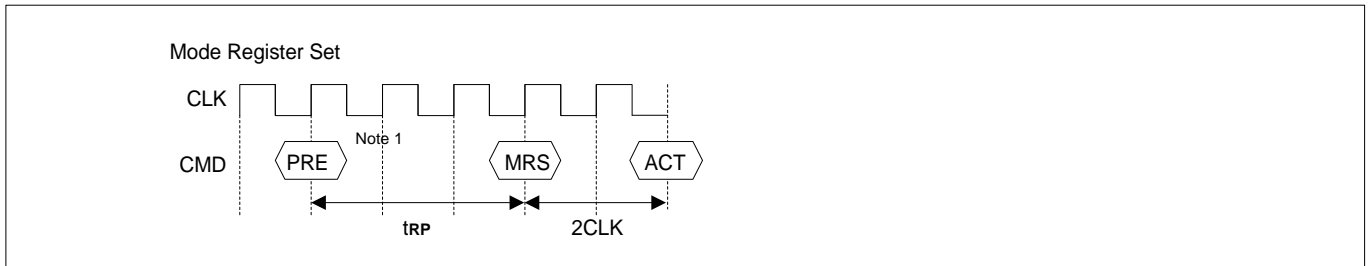 Mode Register Set
CLK
Note 1
CMD PRE MRS ACT
tRP 2CLK